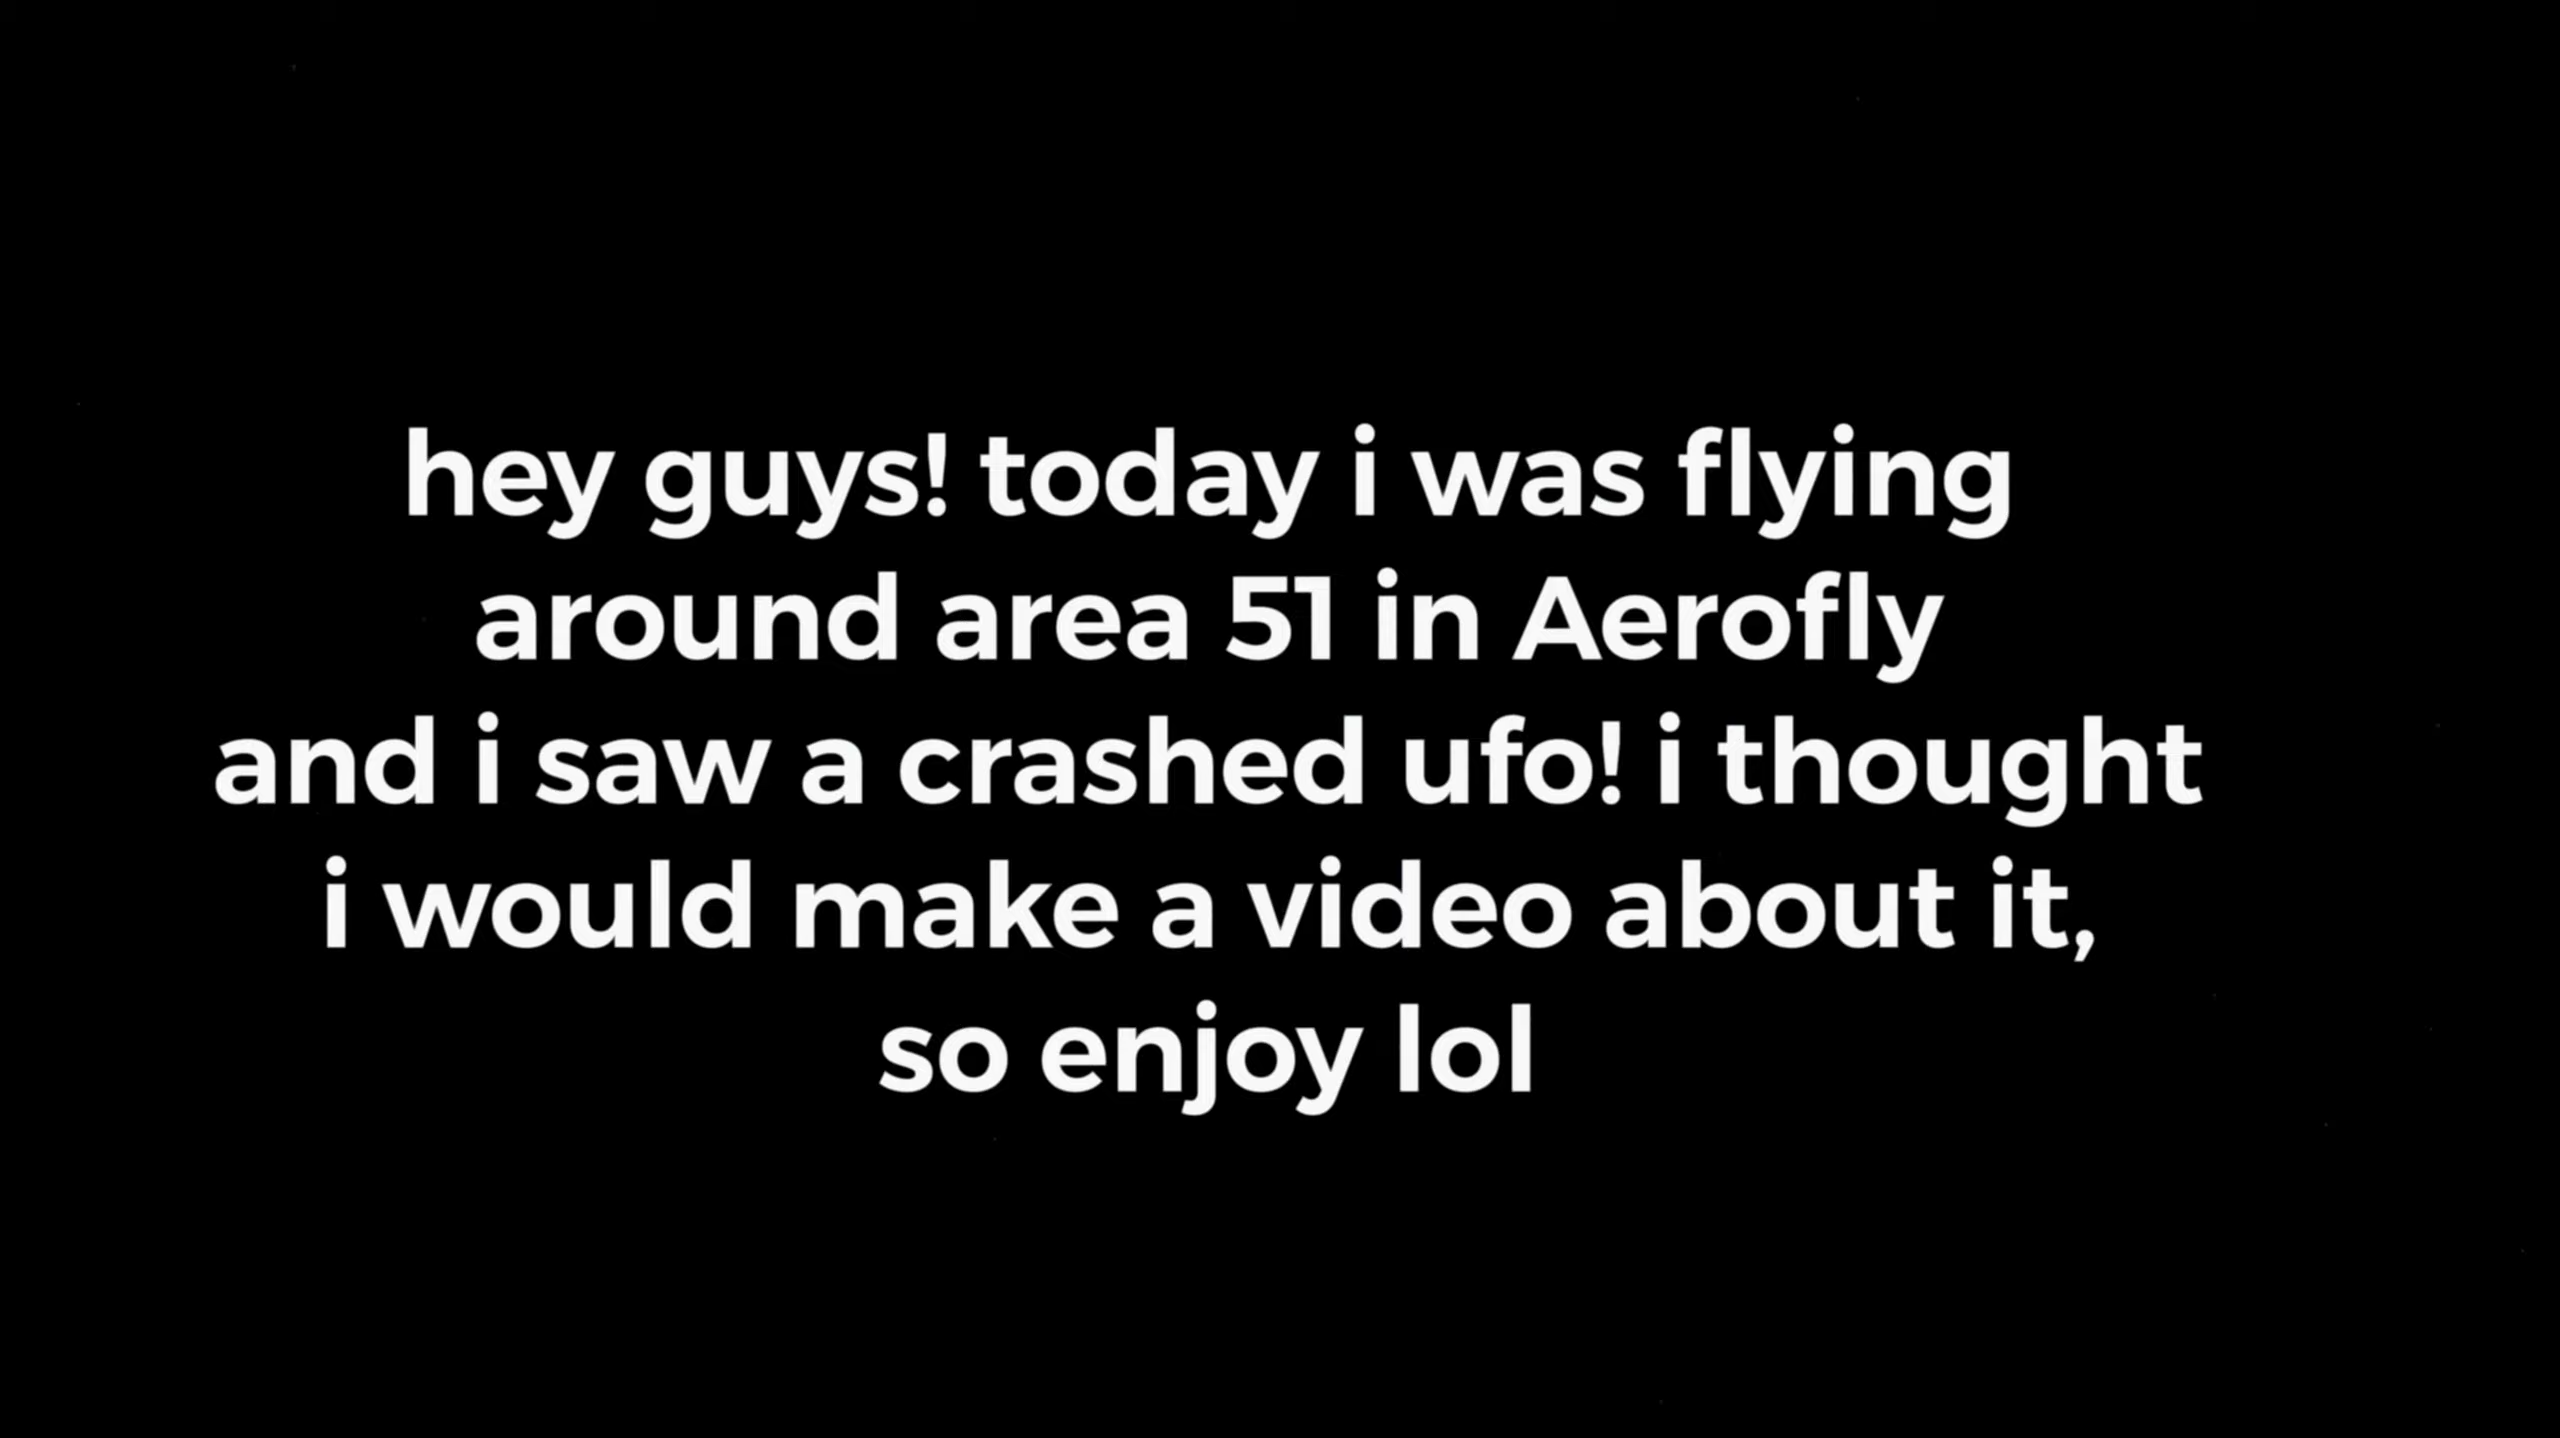 hey guys! today i was flying
around area 51 in Aerofly
and i saw a crashed ufo! i thought
i would make a video about it,
so enjoy lol